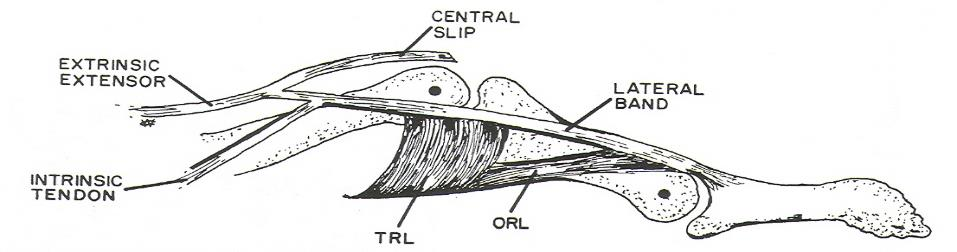 CENTRAL
SLIP
EXTRINSIC
EXTENSOR
LATERAL
BAND
INTRINSIC
TENDON
TRL
ORL